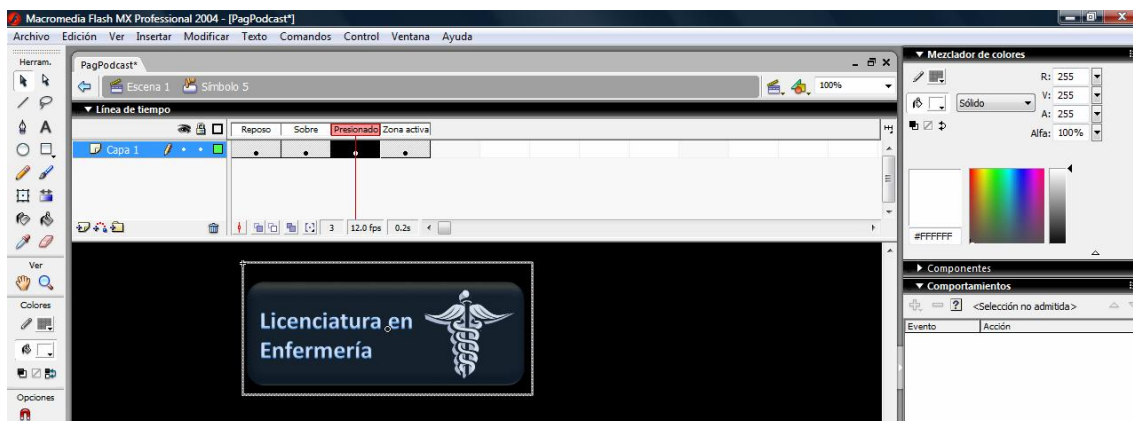 Macromedia Flash MX Professional 2004 - [PagPodcast*]
Archivo Edición Ver Insertar Modificar Texto Comandos Control Ventana Ayuda
Herram.
PagPodcast*
Escena 1 Símbolo 5 100%
Línea de tiempo
Reposo Sobre Presionado Zona activa
Capa 1
3 12.0 fps 0.2s
Ver
Colores
Opciones
Licenciatura en
Enfermería
Mezclador de colores
R: 255
Sólido V: 255
A: 255
Alfa: 100%
#FFFFFF
Componentes
Comportamientos
<Selección no admitida>
Evento Acción